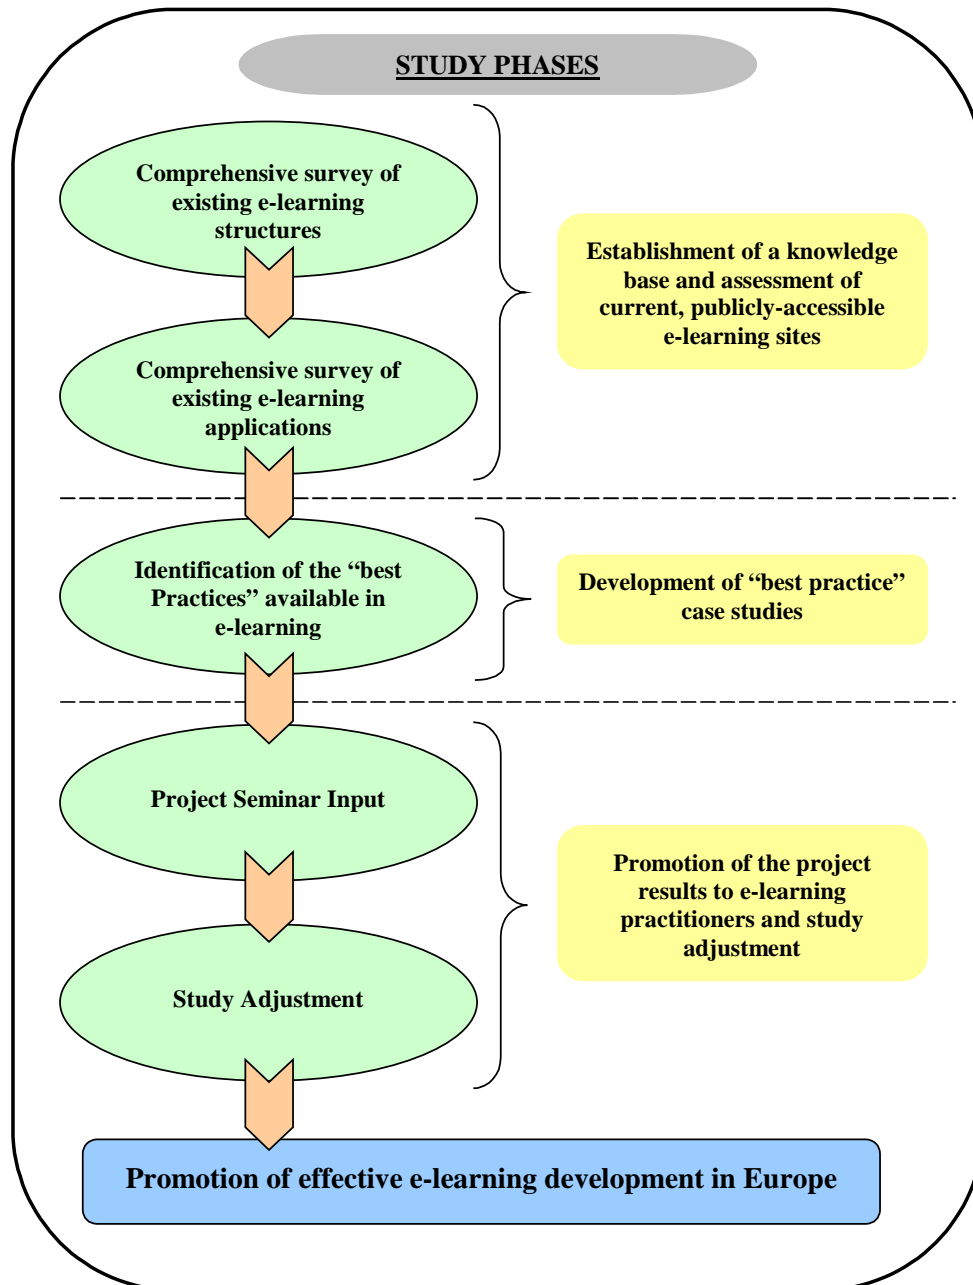 STUDY PHASES
Comprehensive survey of
existing e-learning
structures
Establishment of a knowledge
base and assessment of
current, publicly-accessible
e-learning sites
Comprehensive survey of
existing e-learning
applications
Identification of the “best
Practices” available in
e-learning
Development of “best practice”
case studies
Project Seminar Input
Promotion of the project
results to e-learning
practitioners and study
adjustment
Study Adjustment
Promotion of effective e-learning development in Europe